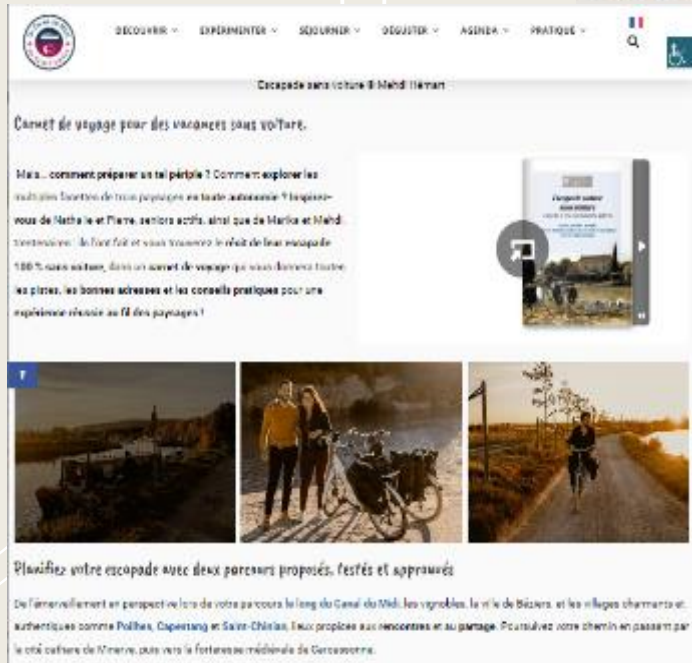 DÉCOUVRIR EXPÉRIMENTER SÉJOURNER DÉGUSTER AGENDA PRATIQUE
Escapade sans voiture © Mehdi Hémart
Carnet de voyage pour des vacances sans voiture.
Mais... comment préparer un tel périple ? Comment explorer les
multiples facettes de trois paysages en toute autonomie ? Inspirez-
vous de Nathalie et Pierre, seniors actifs, ainsi que de Marika et Mehdi,
trentenaires : ils l'ont fait et vous trouverez le récit de leur escapade
100 % sans voiture, dans un carnet de voyage qui vous donnera toutes
les pistes, les bonnes adresses et les conseils pratiques pour une
expérience réussie au fil des paysages !
Planifiez votre escapade avec deux parcours proposés, testés et approuvés
De l'émerveillement en perspective lors de votre parcours le long du Canal du Midi, les vignobles, la ville de Béziers, et les villages charmants et
authentiques comme Poilhes, Capestang et Saint-Chinian, lieux propices aux rencontres et au partage. Poursuivez votre chemin en passant par
la cité cathare de Minerve, puis vers la forteresse médiévale de Carcassonne.